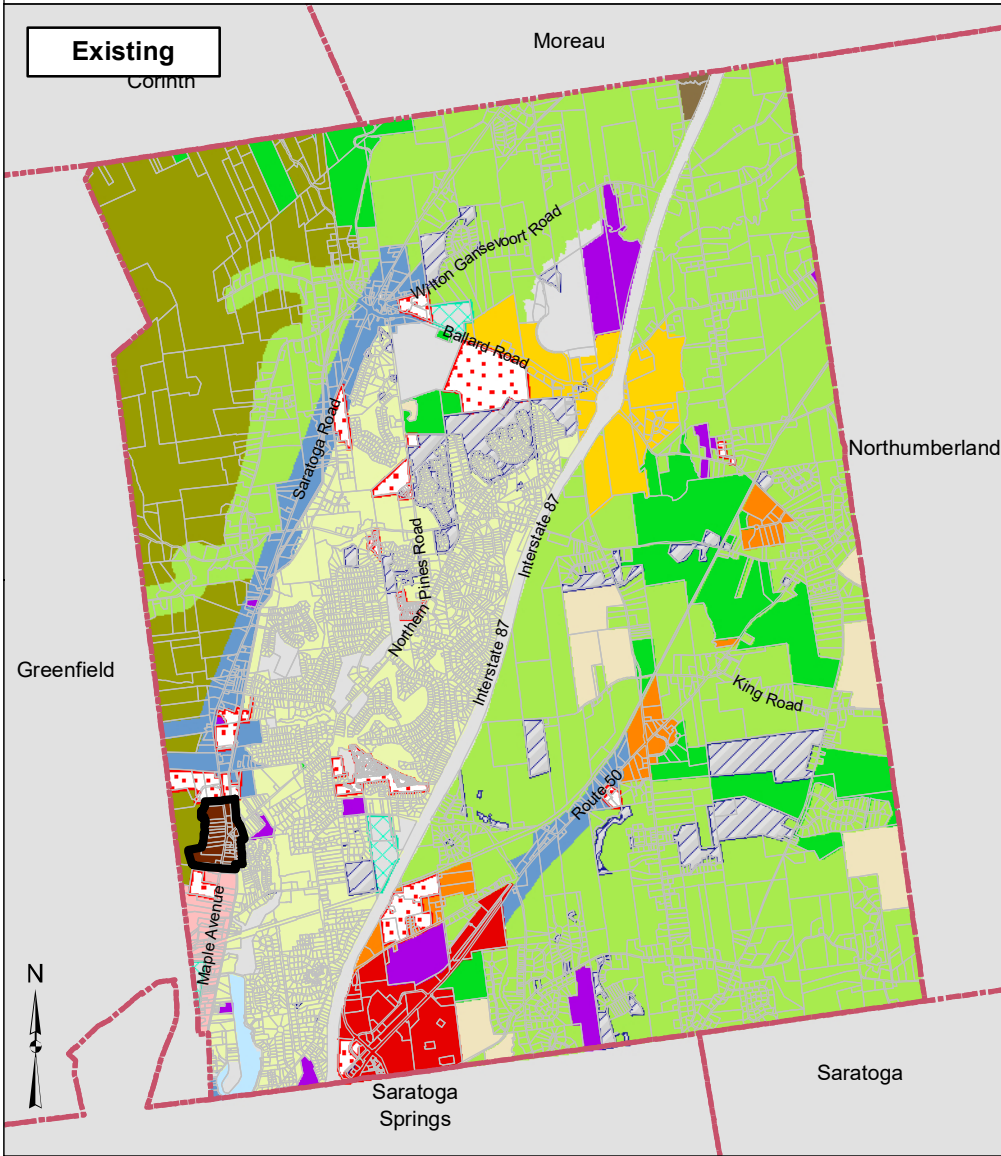 Existing
Corinth
Moreau
Wilton Gansevoort Road
Ballard Road
Saratoga Road
Northumberland
Northern Pines Road
Interstate 87
Interstate 87
Greenfield
King Road
Route 50
Maple Avenue
N
Saratoga
Springs
Saratoga